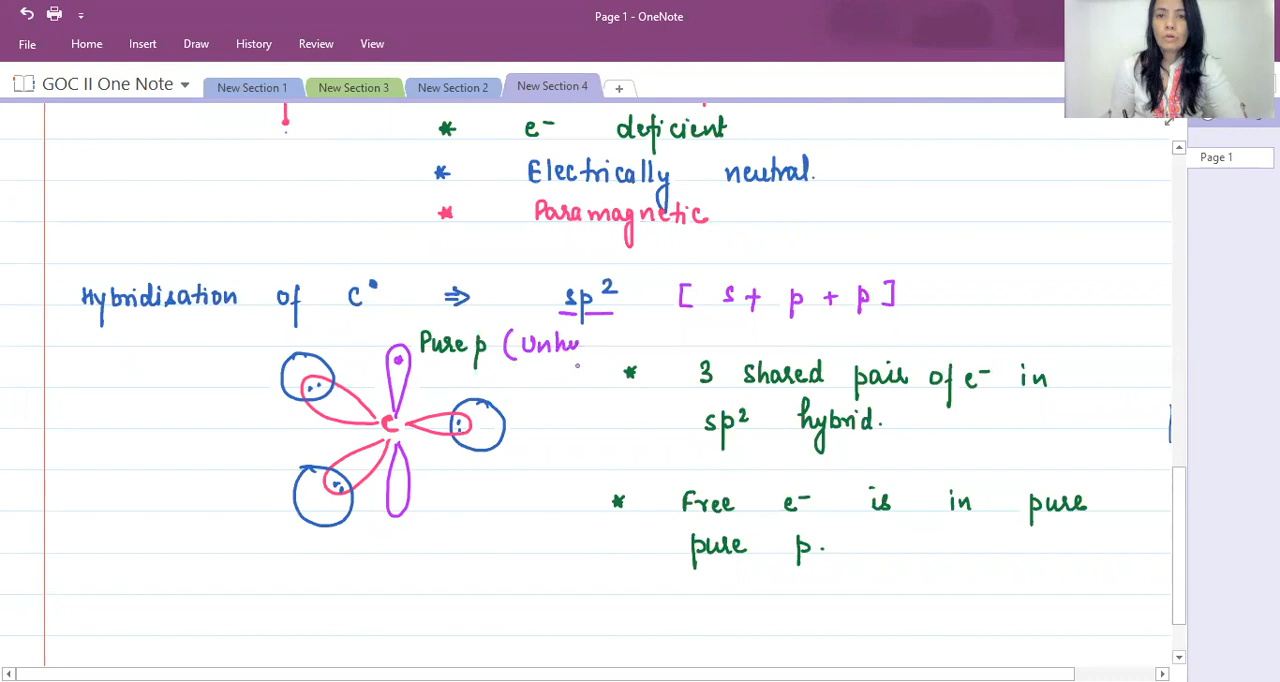 Page 1 - OneNote
File Home Insert Draw History Review View
GOC II One Note New Section 1 New Section 3 New Section 2 New Section 4 +
Page 1
* e- deficient
* Electrically neutral.
* Paramagnetic
Hybridisation of C• ⇒ sp2 [ s + p + p ]
Pure p (Unh
* 3 shared pair of e- in
sp2 hybrid.
C
* Free e- is in pure
pure p.